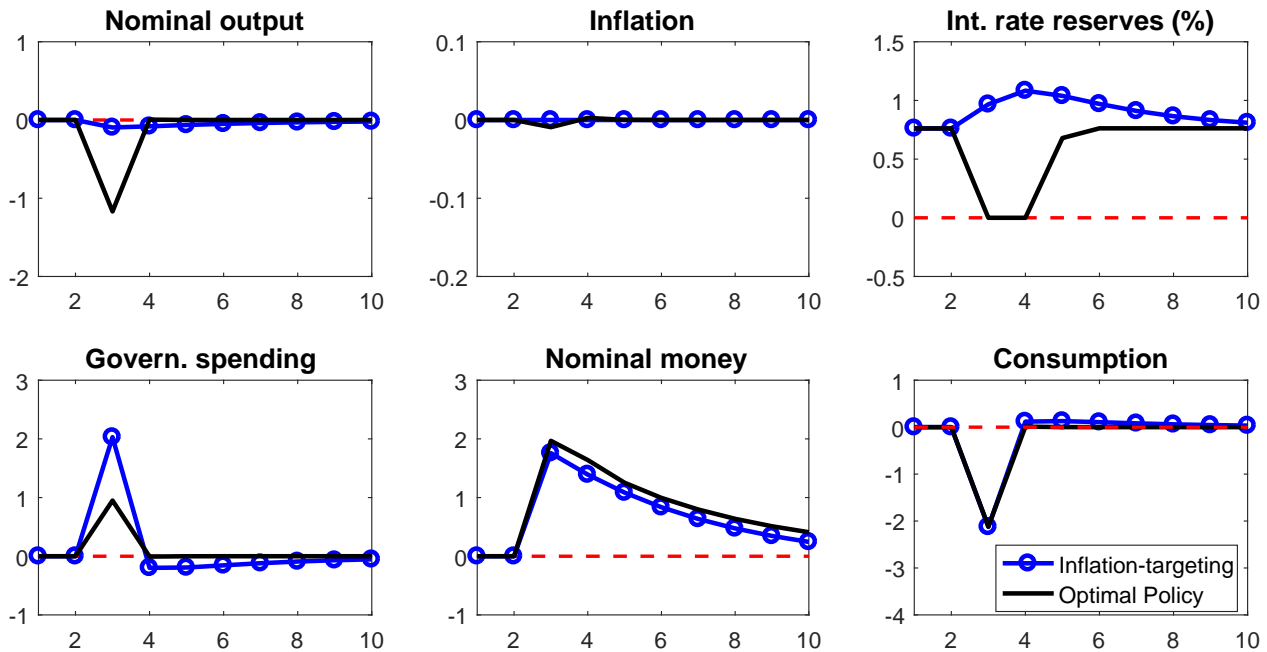 Nominal output
1
0
-1
-2
2 4 6 8 10
Inflation
0.1
0
-0.1
-0.2
2 4 6 8 10
Int. rate reserves (%)
1.5
1
0.5
0
-0.5
2 4 6 8 10
Govern. spending
3
2
1
0
-1
2 4 6 8 10
Nominal money
3
2
1
0
-1
2 4 6 8 10
Consumption
1
0
-1
-2
-3
-4
2 4 6 8 10
Inflation-targeting
Optimal Policy